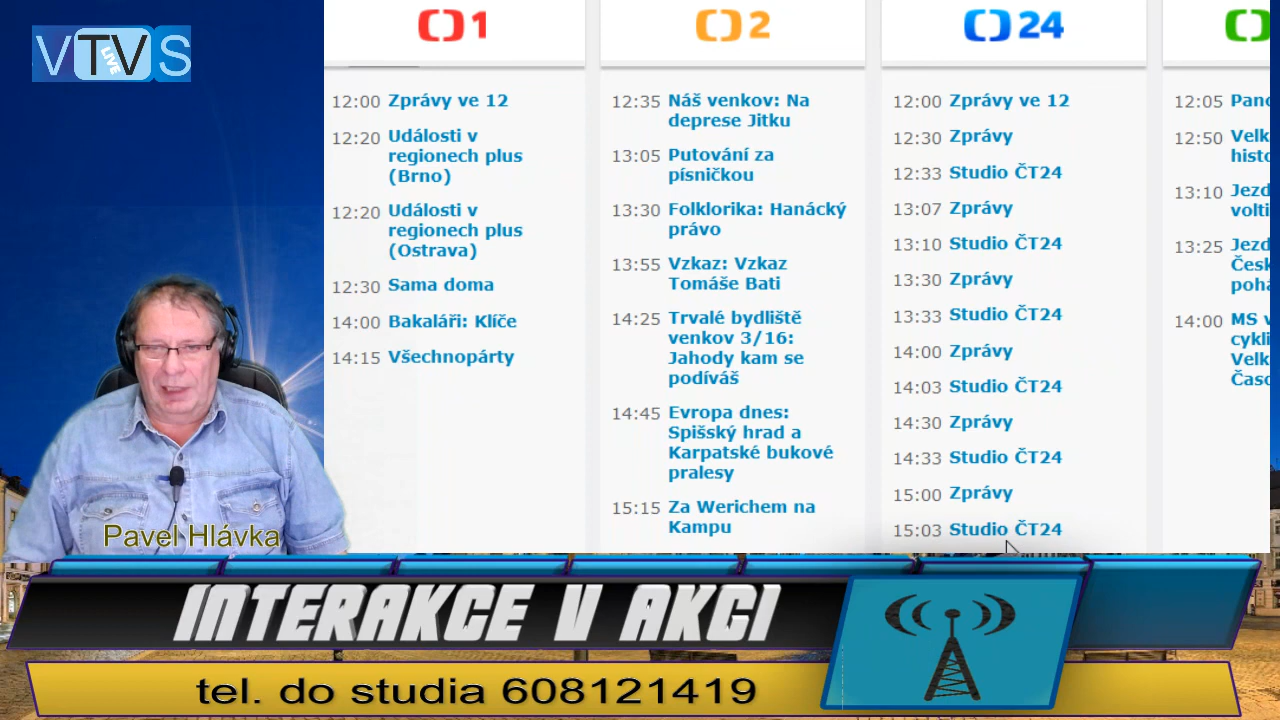 VTVS
LIVE
1
12:00 Zprávy ve 12
12:20 Události v
regionech plus
(Brno)
12:20 Události v
regionech plus
(Ostrava)
12:30 Sama doma
14:00 Bakaláři: Klíče
14:15 Všechnopárty
2
12:35 Náš venkov: Na
deprese Jitku
13:05 Putování za
písničkou
13:30 Folklorika: Hanácký
právo
13:55 Vzkaz: Vzkaz
Tomáše Bati
14:25 Trvalé bydliště
venkov 3/16:
Jahody kam se
podíváš
14:45 Evropa dnes:
Spišský hrad a
Karpatské bukové
pralesy
15:15 Za Werichem na
Kampu
24
12:00 Zprávy ve 12
12:30 Zprávy
12:33 Studio ČT24
13:07 Zprávy
13:10 Studio ČT24
13:30 Zprávy
13:33 Studio ČT24
14:00 Zprávy
14:03 Studio ČT24
14:30 Zprávy
14:33 Studio ČT24
15:00 Zprávy
15:03 Studio ČT24
12:05
12:50
13:10
13:25
14:00 MS
Pavel Hlávka
INTERAKCE V AKCI
tel. do studia 608121419